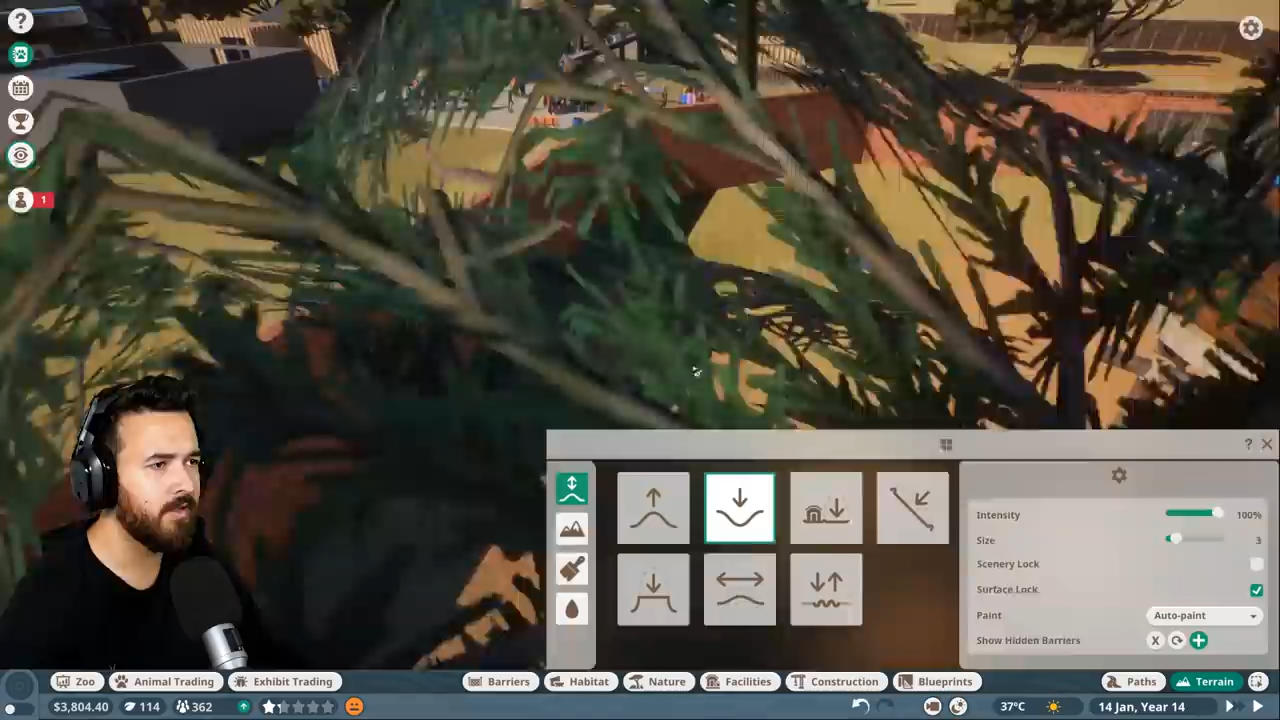 ?
1
? X
Intensity 100%
Size 3
Scenery Lock
Surface Lock
Paint Auto-paint
Show Hidden Barriers X
Zoo Animal Trading Exhibit Trading Barriers Habitat Nature Facilities Construction Blueprints Paths Terrain
$3,804.40 114 362 37°C 14 Jan, Year 14